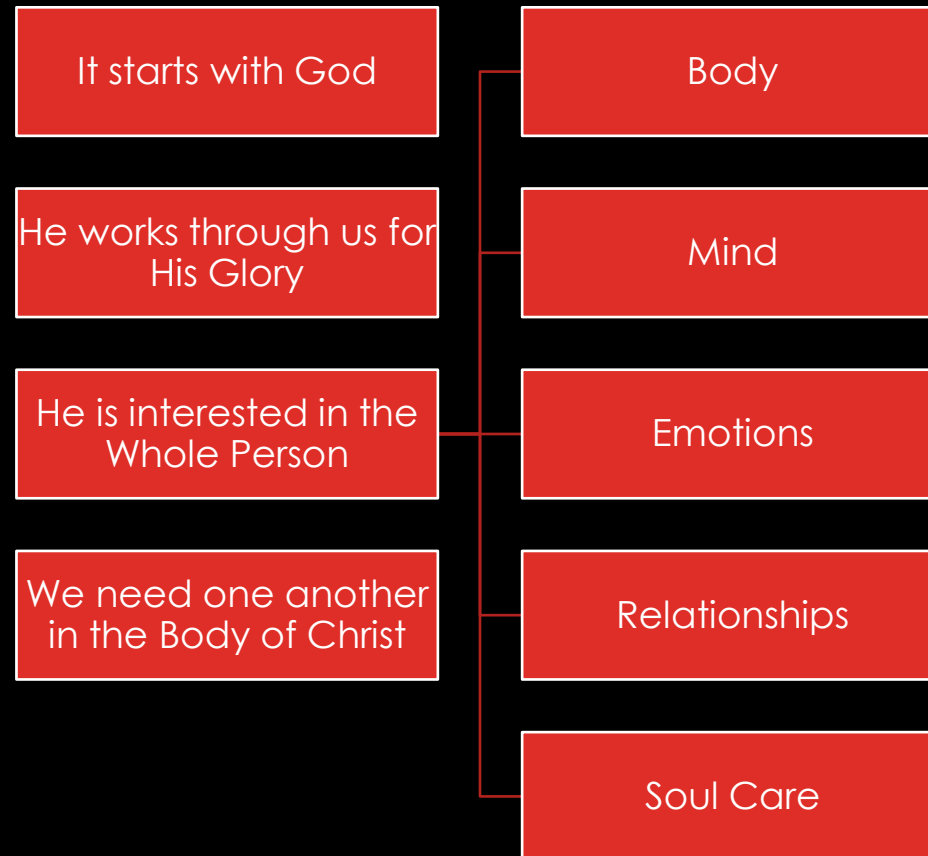 It starts with God
He works through us for
His Glory
He is interested in the
Whole Person
We need one another
in the Body of Christ
Body
Mind
Emotions
Relationships
Soul Care